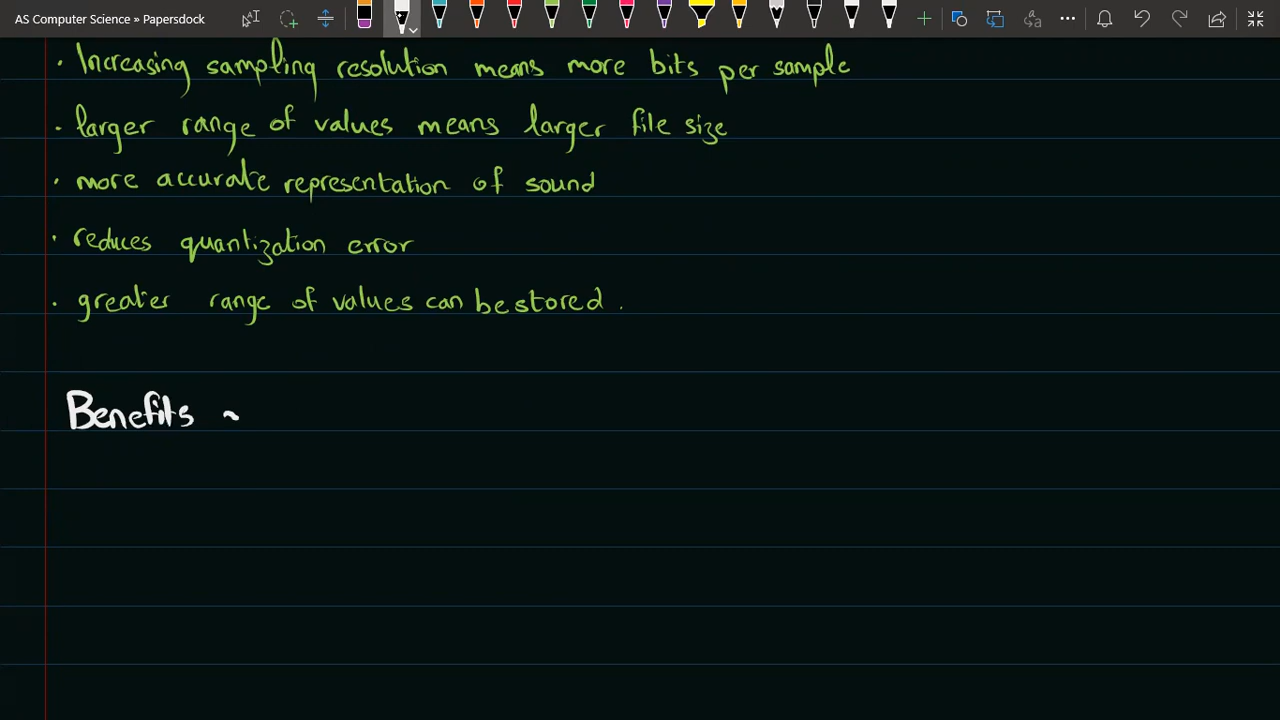 AS Computer Science » Papersdock
• Increasing sampling resolution means more bits per sample
• larger range of values means larger file size
• more accurate representation of sound
• reduces quantization error
• greater range of values can be stored.
Benefits ~